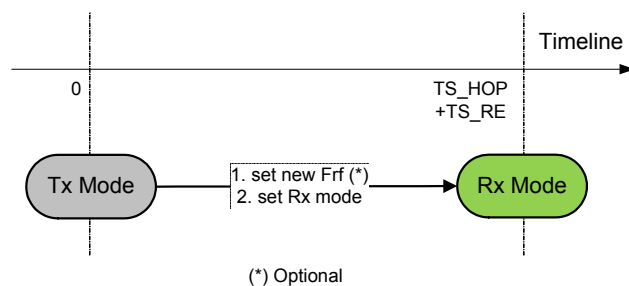 Timeline
0
TS_HOP
+TS_RE
Tx Mode
1. set new Frf (*)
2. set Rx mode
Rx Mode
(*) Optional